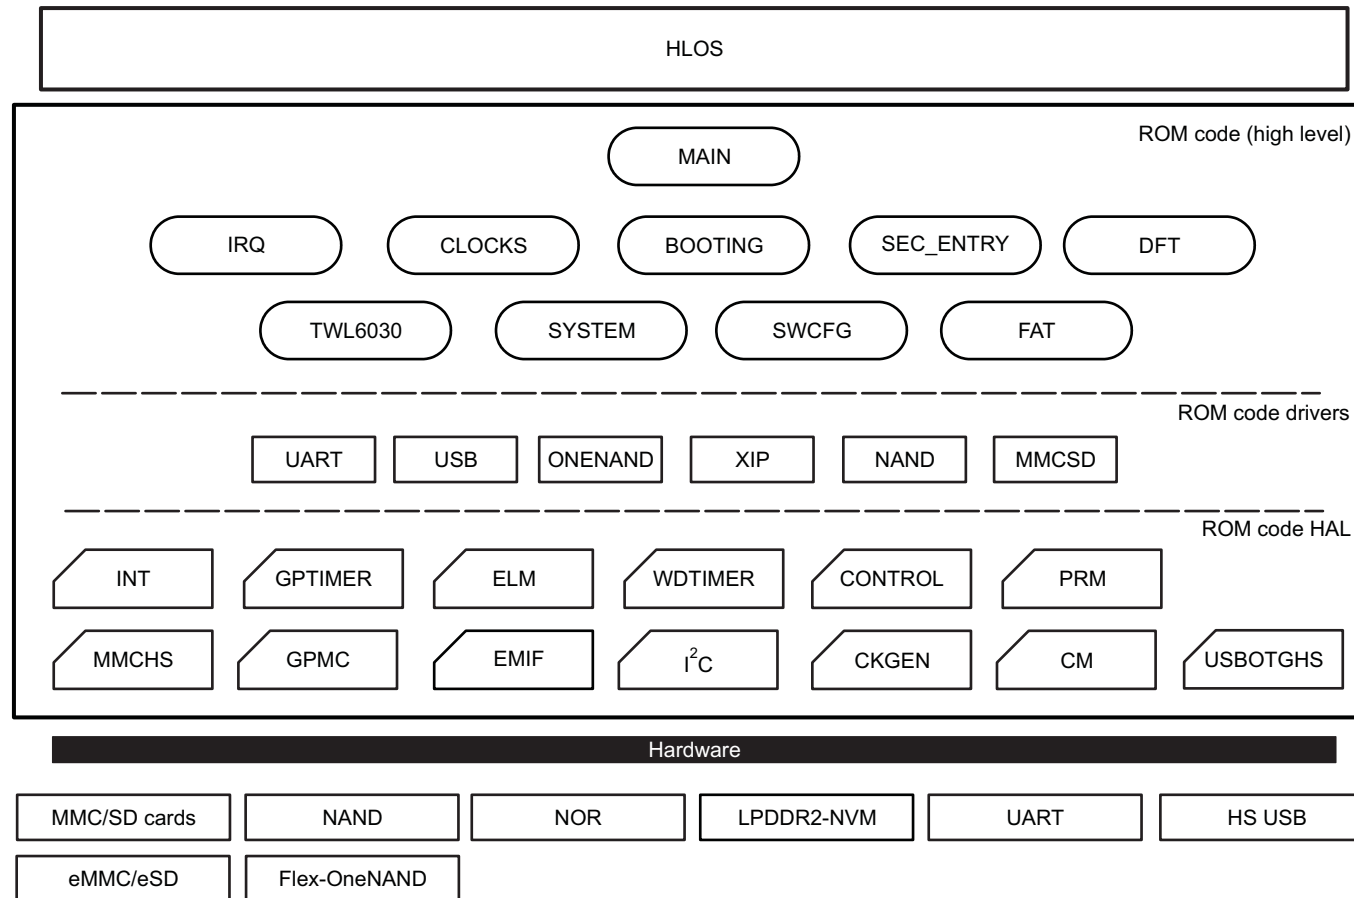 HLOS
ROM code (high level)
MAIN
IRQ CLOCKS BOOTING SEC_ENTRY DFT
TWL6030 SYSTEM SWCFG FAT
ROM code drivers
UART USB ONENAND XIP NAND MMCSD
ROM code HAL
INT GPTIMER ELM WDTIMER CONTROL PRM
MMCHS GPMC EMIF I²C CKGEN CM USBOTGHS
Hardware
MMC/SD cards NAND NOR LPDDR2-NVM UART HS USB
eMMC/eSD Flex-OneNAND